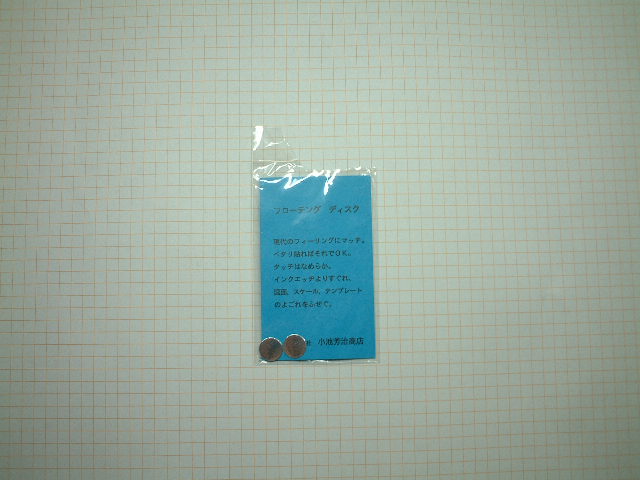 フローテング ディスク
現代のフィーリングにマッチ。
ペタリ貼ればそれでOK。
タッチはなめらか。
インクエッヂよりすぐれ、
図面、スケール、テンプレート
のよごれをふせぐ。
社 小池芳治商店